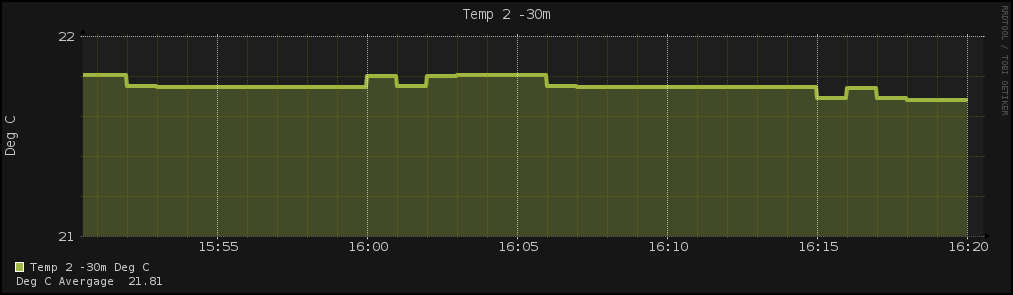 Temp 2 -30m
RRDTOOL / TOBI OETIKER
22
Deg C
21
15:55 16:00 16:05 16:10 16:15 16:20
Temp 2 -30m Deg C
Deg C Avergage 21.81